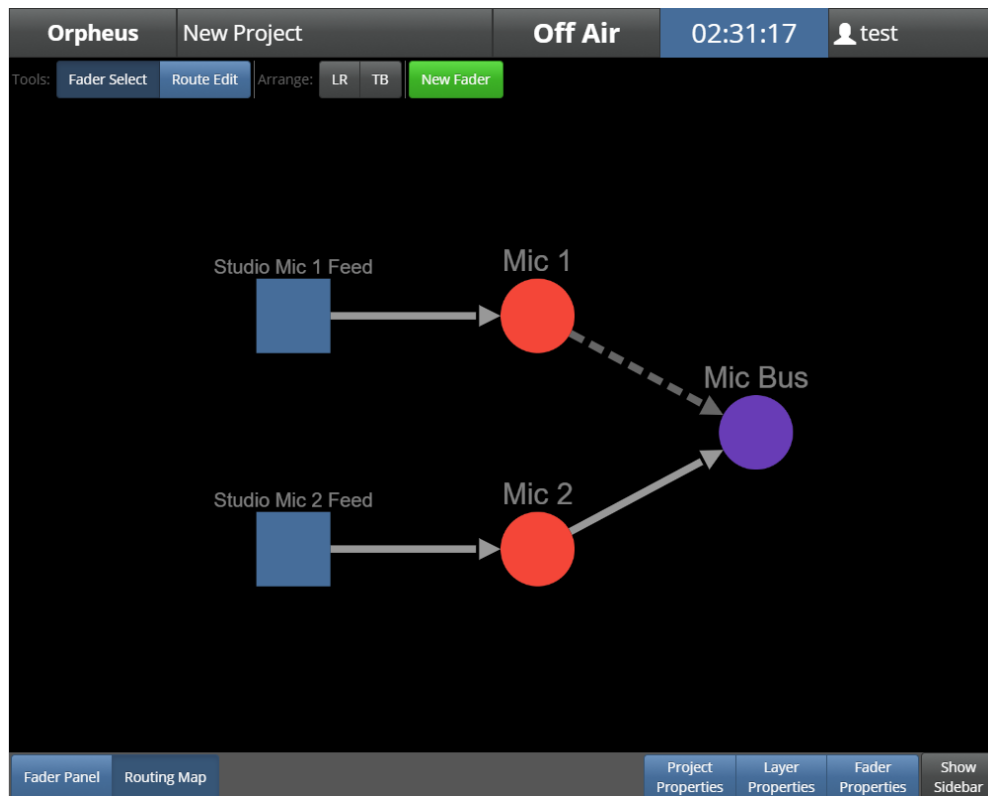 Orpheus New Project Off Air 02:31:17 test
Tools: Fader Select Route Edit Arrange: LR TB New Fader
Studio Mic 1 Feed
Mic 1
Mic Bus
Studio Mic 2 Feed
Mic 2
Fader Panel Routing Map
Project Properties
Layer Properties
Fader Properties
Show Sidebar